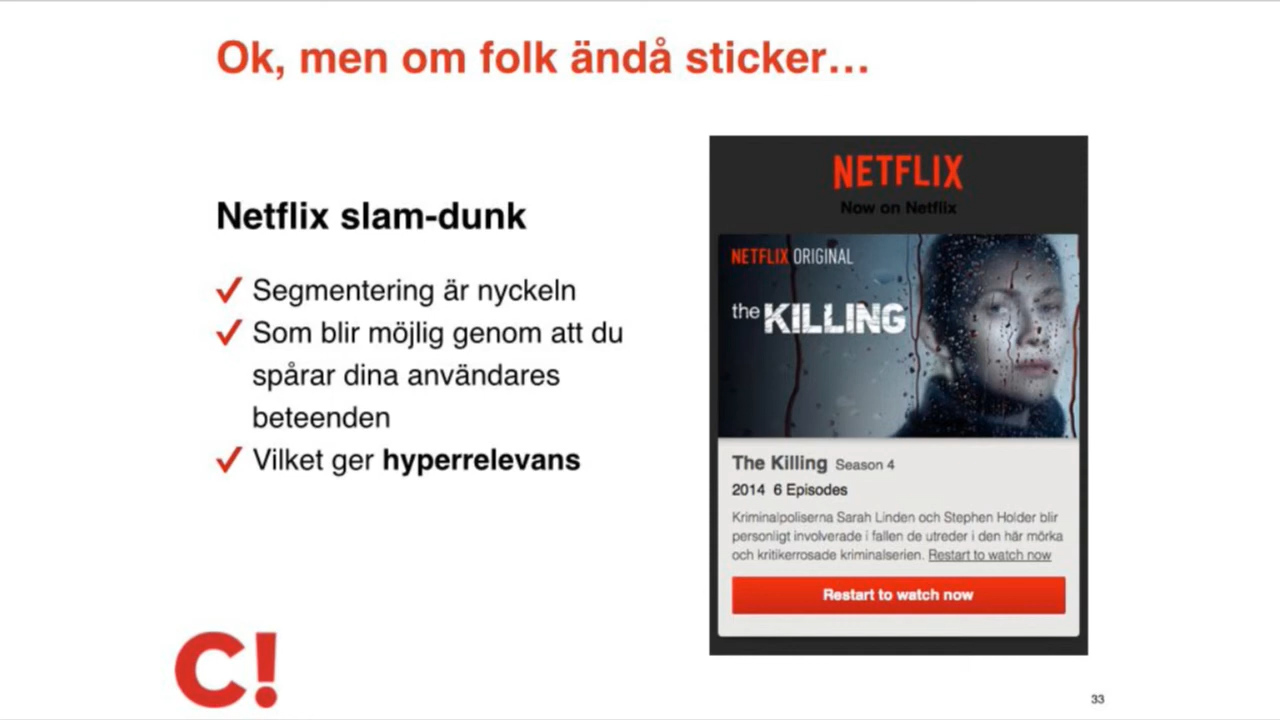 Ok, men om folk ändå sticker…
Netflix slam-dunk
Segmentering är nyckeln
Som blir möjlig genom att du
spårar dina användares
beteenden
Vilket ger hyperrelevans
NETFLIX
Now on Netflix
NETFLIX ORIGINAL
the KILLING
The Killing Season 4
2014 6 Episodes
Kriminalpoliserna Sarah Linden och Stephen Holder blir
personligt involverade i fallen de utreder i den här mörka
och kritikerrosade kriminalserien. Restart to watch now
Restart to watch now
C!
33